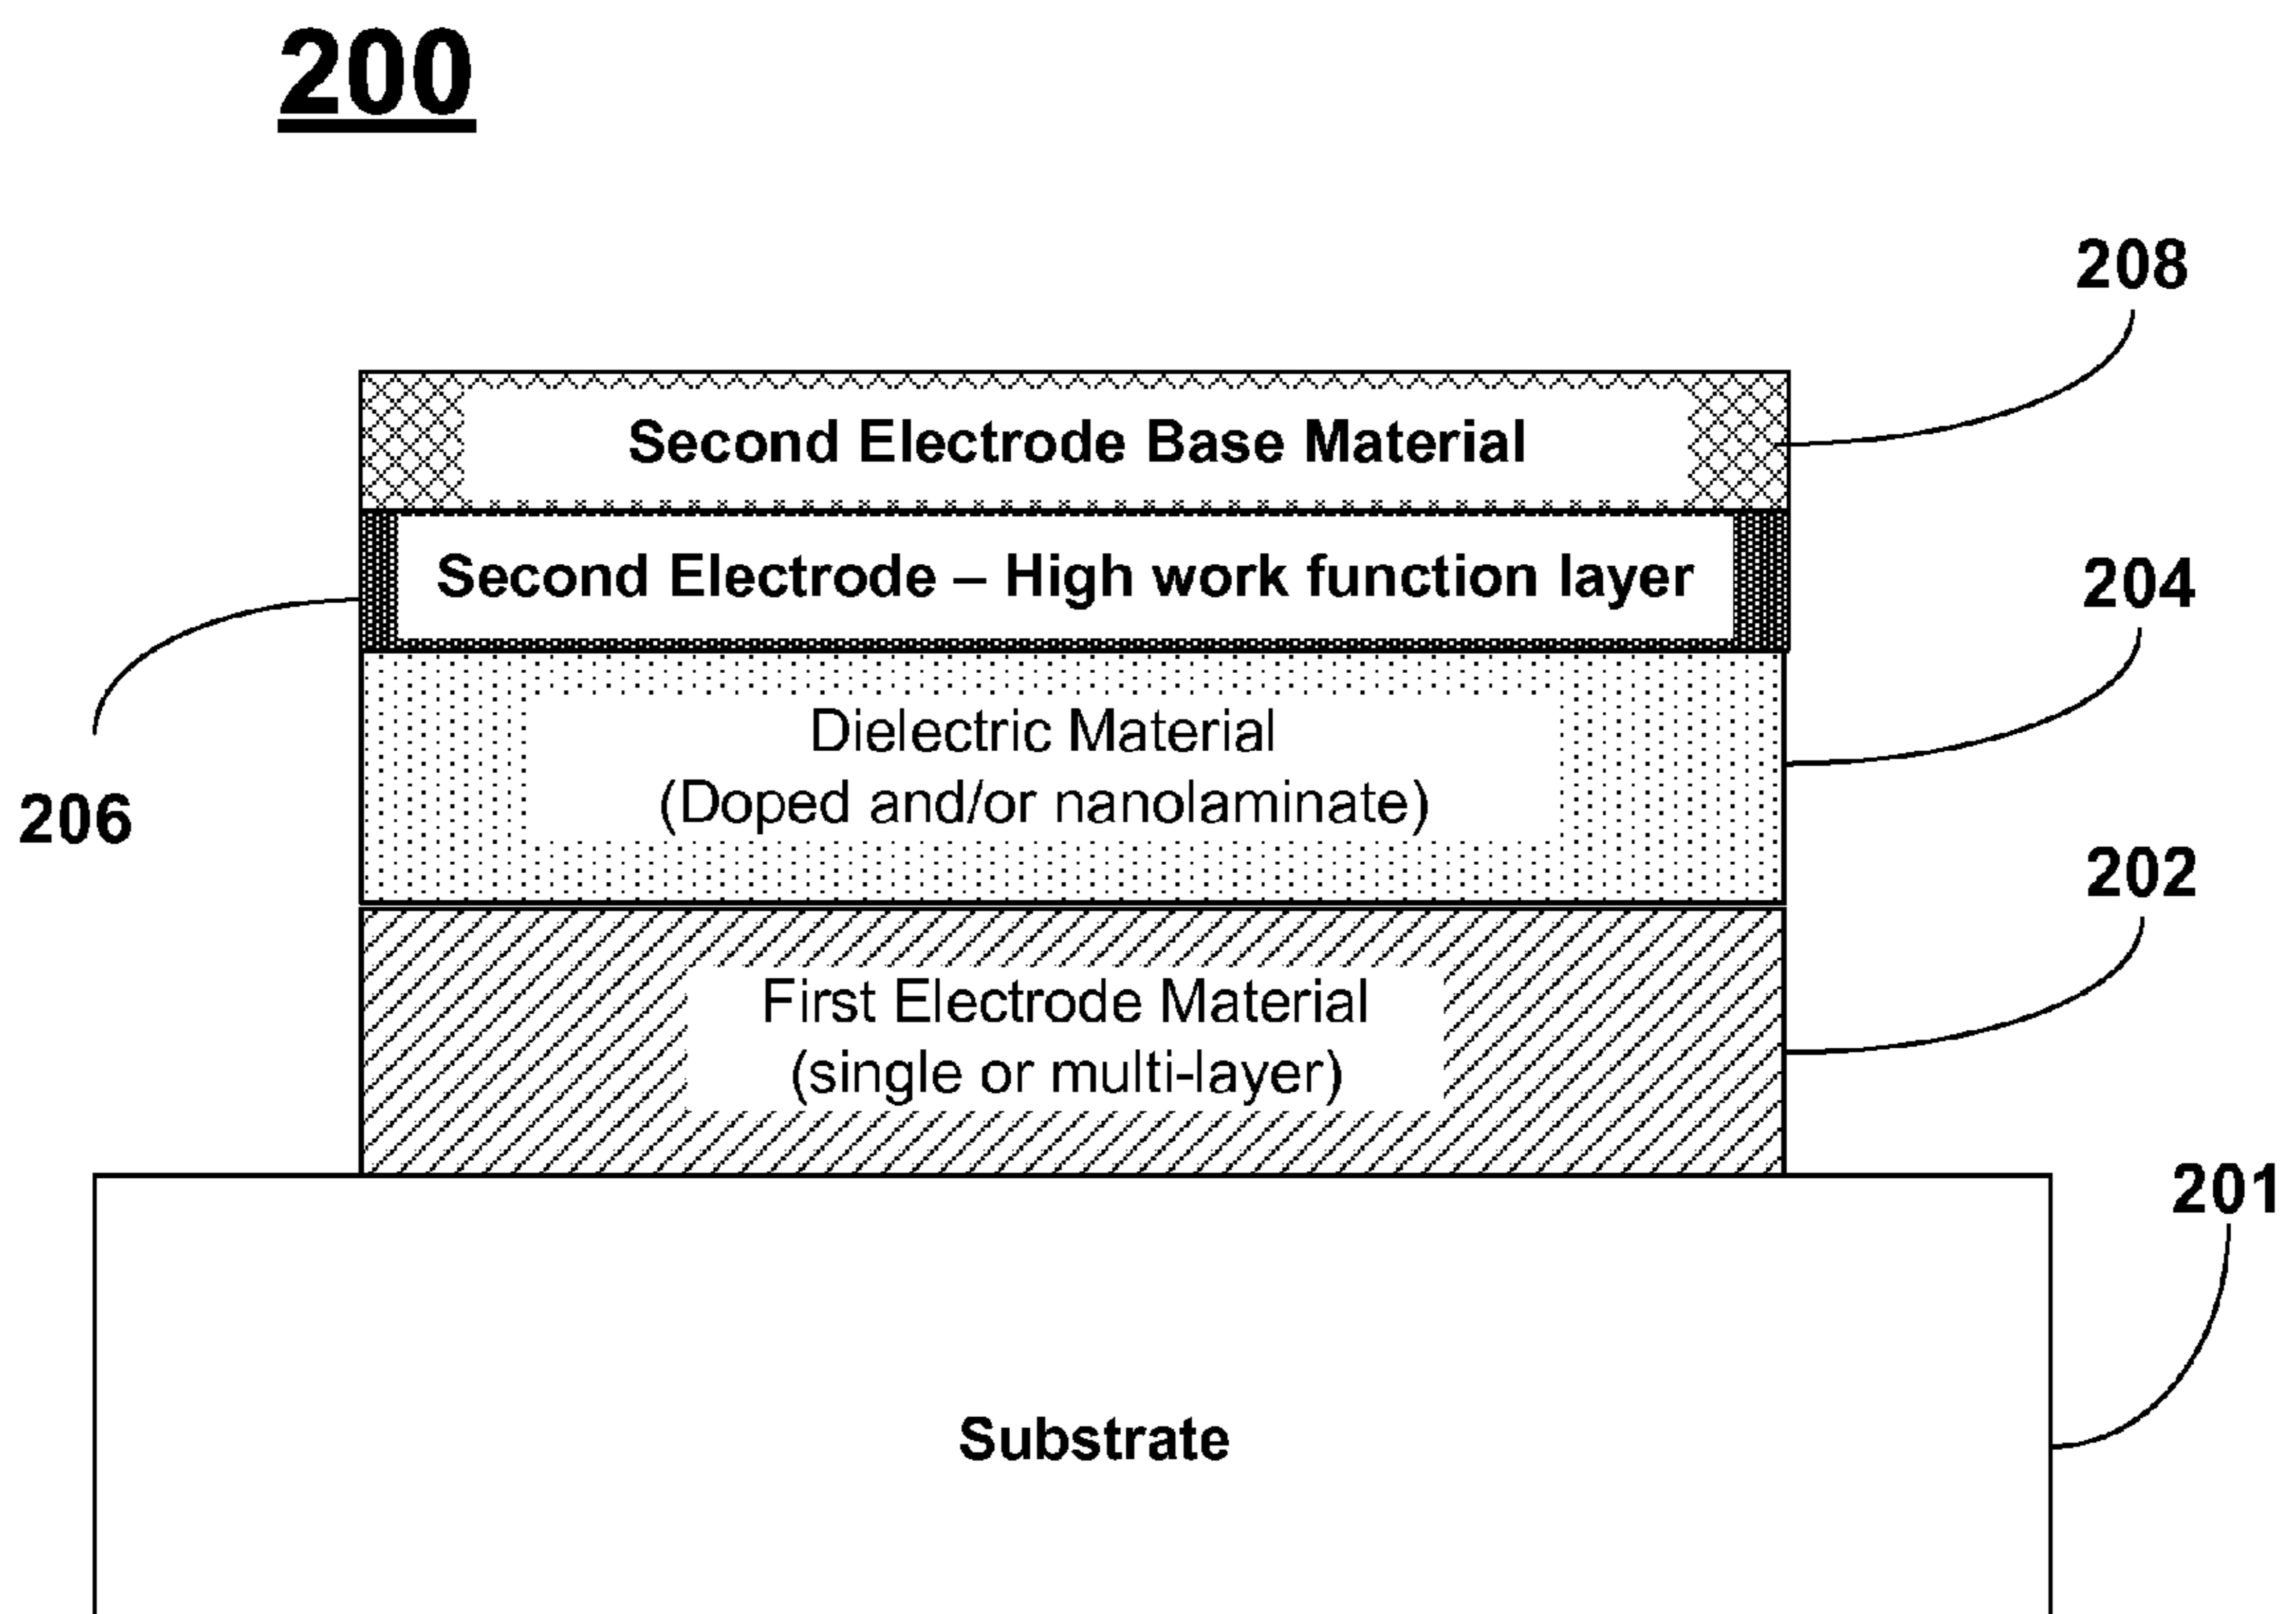 200
208
Second Electrode Base Material
Second Electrode – High work function layer
204
Dielectric Material
(Doped and/or nanolaminate)
206
202
First Electrode Material
(single or multi-layer)
201
Substrate